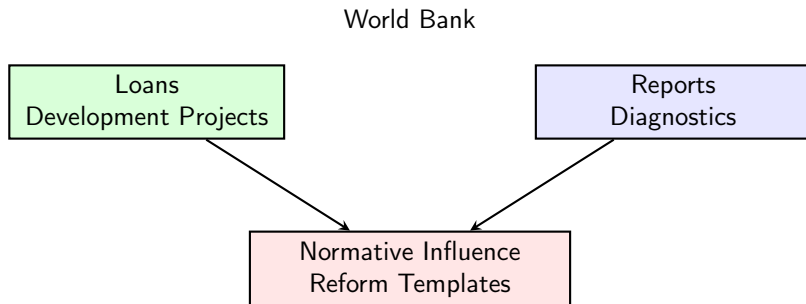 World Bank
Loans
Development Projects
Reports
Diagnostics
Normative Influence
Reform Templates